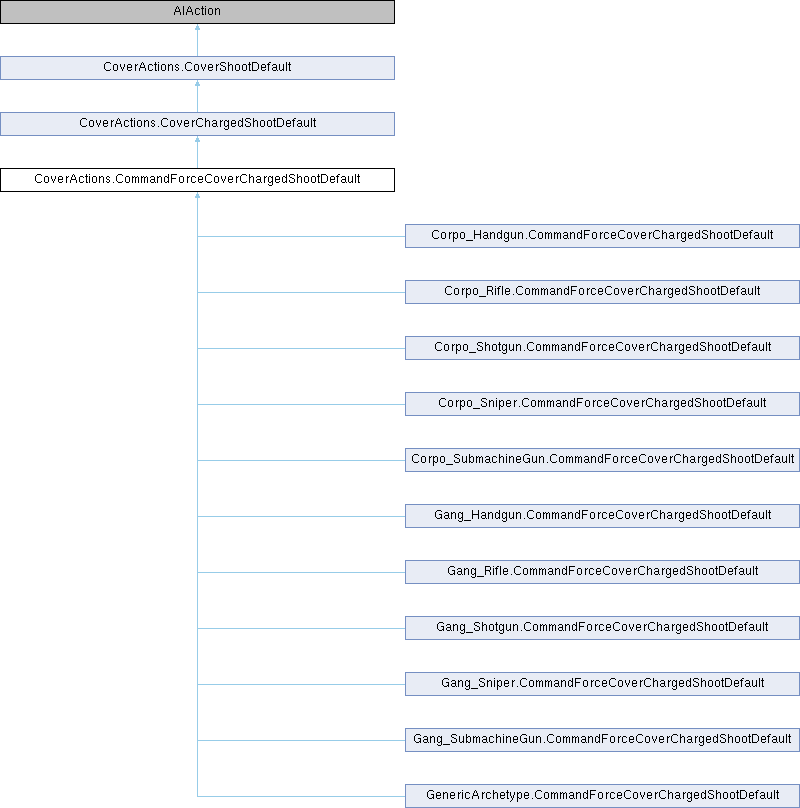 AIAction
CoverActions.CoverShootDefault
CoverActions.CoverChargedShootDefault
CoverActions.CommandForceCoverChargedShootDefault
Corpo_Handgun.CommandForceCoverChargedShootDefault
Corpo_Rifle.CommandForceCoverChargedShootDefault
Corpo_Shotgun.CommandForceCoverChargedShootDefault
Corpo_Sniper.CommandForceCoverChargedShootDefault
Corpo_SubmachineGun.CommandForceCoverChargedShootDefault
Gang_Handgun.CommandForceCoverChargedShootDefault
Gang_Rifle.CommandForceCoverChargedShootDefault
Gang_Shotgun.CommandForceCoverChargedShootDefault
Gang_Sniper.CommandForceCoverChargedShootDefault
Gang_SubmachineGun.CommandForceCoverChargedShootDefault
GenericArchetype.CommandForceCoverChargedShootDefault